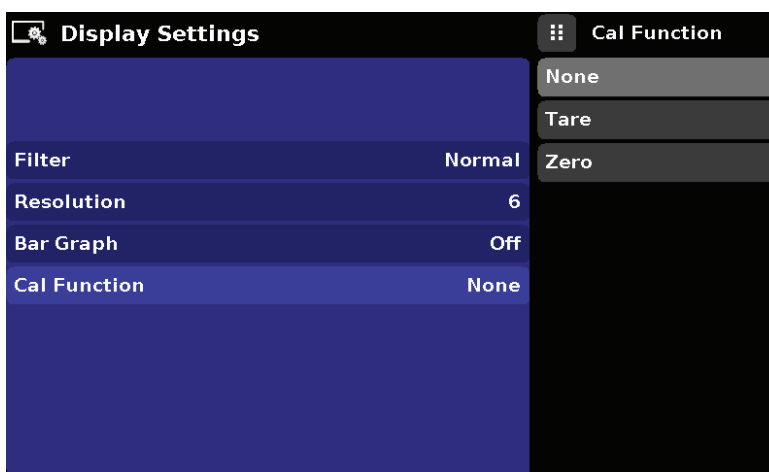 Display Settings
Filter Normal
Resolution 6
Bar Graph Off
Cal Function None
Cal Function
None
Tare
Zero